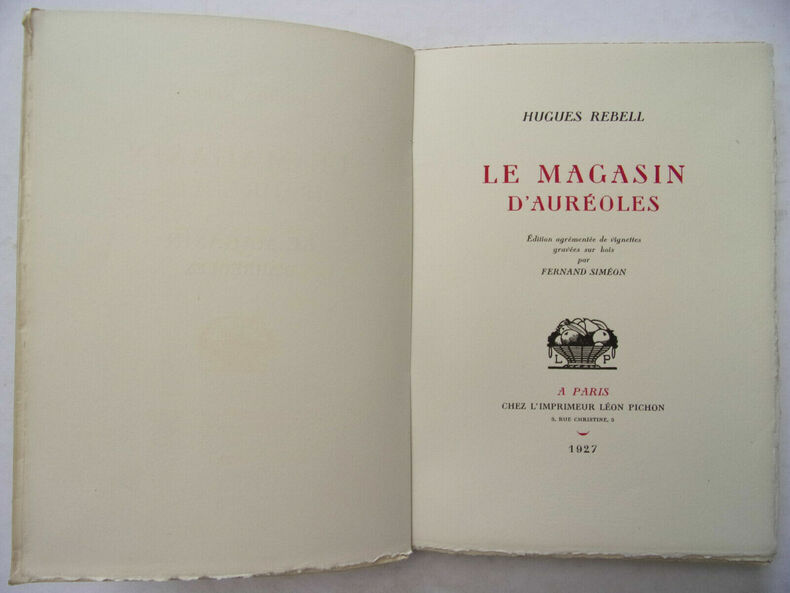 HUGUES REBELL
LE MAGASIN
D'AURÉOLES
Édition agrémentée de vignettes
gravées sur bois
par
FERNAND SIMÉON
L P
A PARIS
CHEZ L'IMPRIMEUR LÉON PICHON
5, RUE CHRISTINE, 5
1927